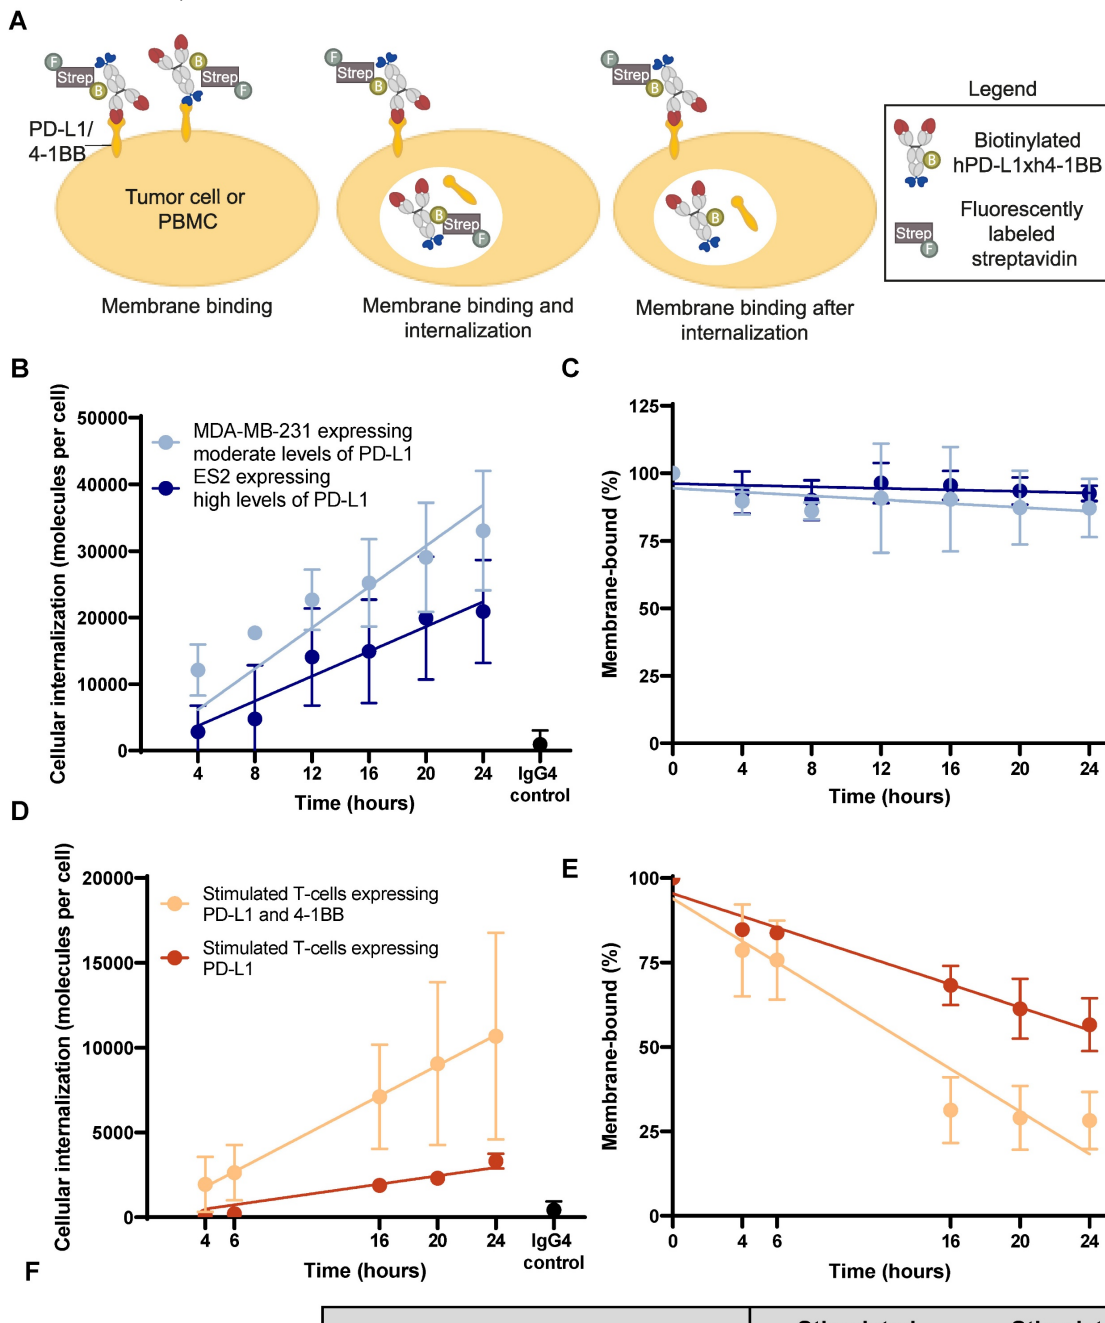 A
F
Strep
B
B
Strep
F
PD-L1/
4-1BB
Tumor cell or
PBMC
Membrane binding
F
Strep
B
B
Strep
F
Membrane binding and
internalization
F
Strep
B
B
Membrane binding after
internalization
Legend
B
Biotinylated
hPD-L1xh4-1BB
Strep
F
Fluorescently
labeled
streptavidin
B
Cellular internalization (molecules per cell)
50000
40000
30000
20000
10000
0
MDA-MB-231 expressing
moderate levels of PD-L1
ES2 expressing
high levels of PD-L1
4 8 12 16 20 24 IgG4
control
Time (hours)
C
Membrane-bound (%)
125
100
75
50
25
0
0 4 8 12 16 20 24
Time (hours)
D
Cellular internalization (molecules per cell)
20000
15000
10000
5000
0
Stimulated T-cells expressing
PD-L1 and 4-1BB
Stimulated T-cells expressing
PD-L1
4 6 16 20 24 IgG4
control
Time (hours)
E
Membrane-bound (%)
100
75
50
25
0
0 4 6 16 20 24
Time (hours)
F